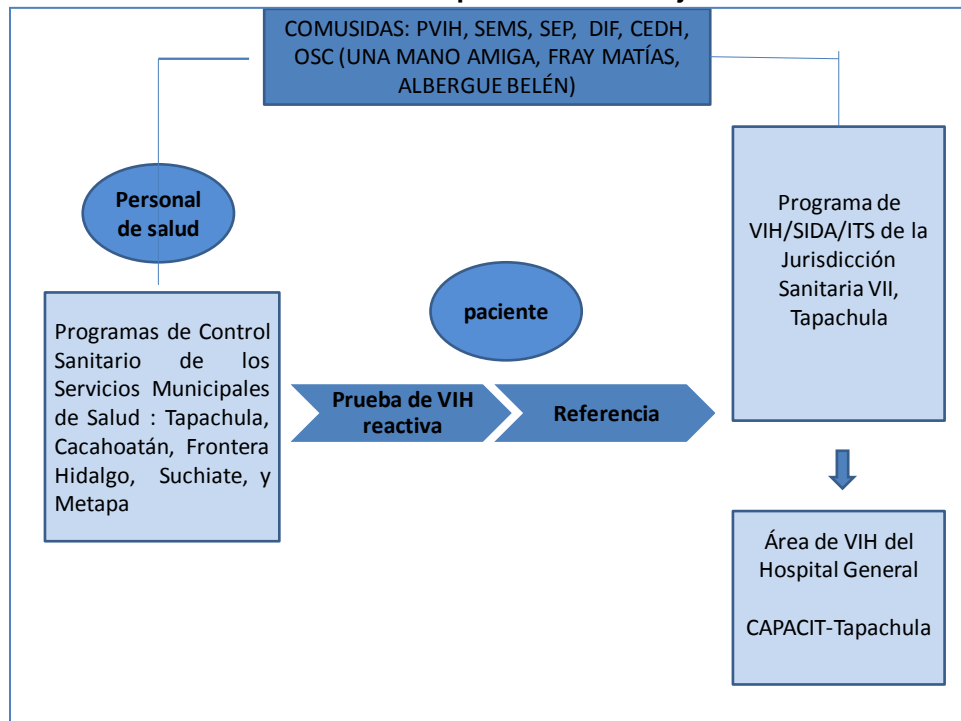 COMUSIDAS: PVIH, SEMS, SEP, DIF, CEDH,
OSC (UNA MANO AMIGA, FRAY MATÍAS,
ALBERGUE BELÉN)
Personal
de salud
Programas de Control
Sanitario de los
Servicios Municipales
de Salud : Tapachula,
Cacahoatán, Frontera
Hidalgo, Suchiate, y
Metapa
paciente
Prueba de VIH
reactiva
Referencia
Programa de
VIH/SIDA/ITS de la
Jurisdicción
Sanitaria VII,
Tapachula
Área de VIH del
Hospital General
CAPACIT-Tapachula